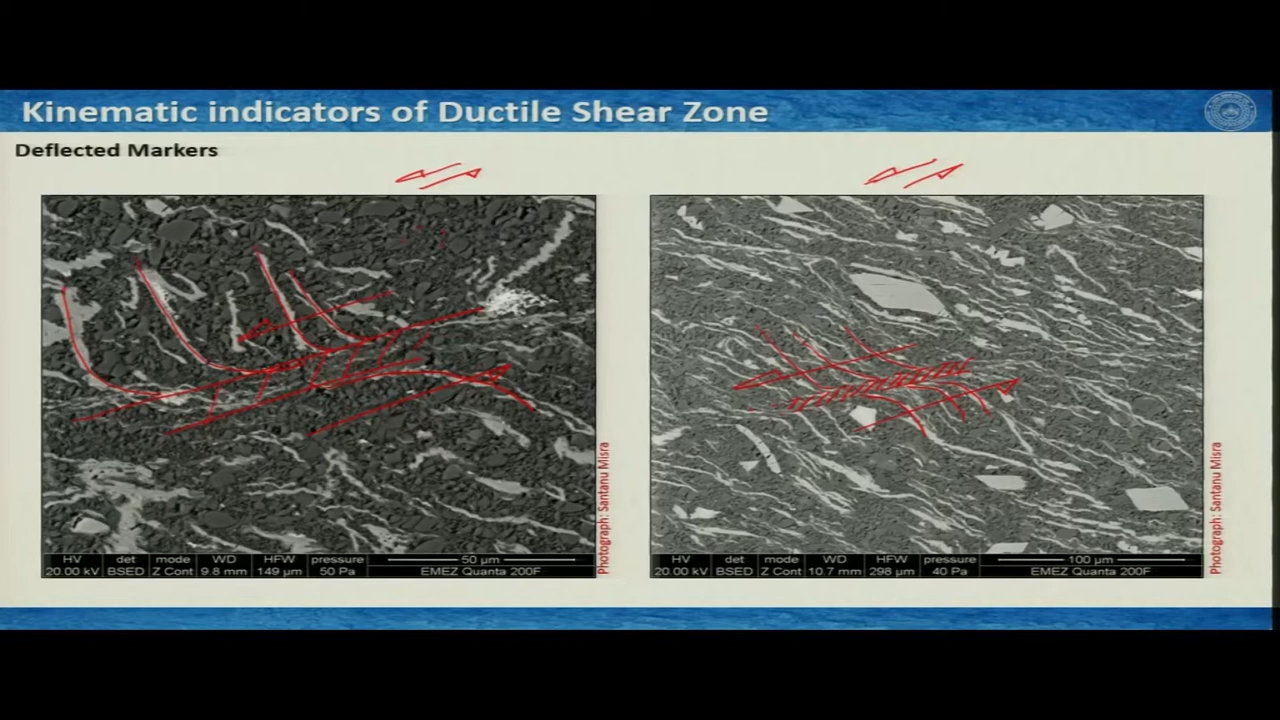 Kinematic indicators of Ductile Shear Zone
Deflected Markers
Photograph: Santanu Misra
HV det mode WD HFW pressure 50 µm
20.00 kV BSED Z Cont 9.8 mm 149 µm 50 Pa EMEZ Quanta 200F
Photograph: Santanu Misra
HV det mode WD HFW pressure 100 µm
20.00 kV BSED Z Cont 10.7 mm 298 µm 40 Pa EMEZ Quanta 200F